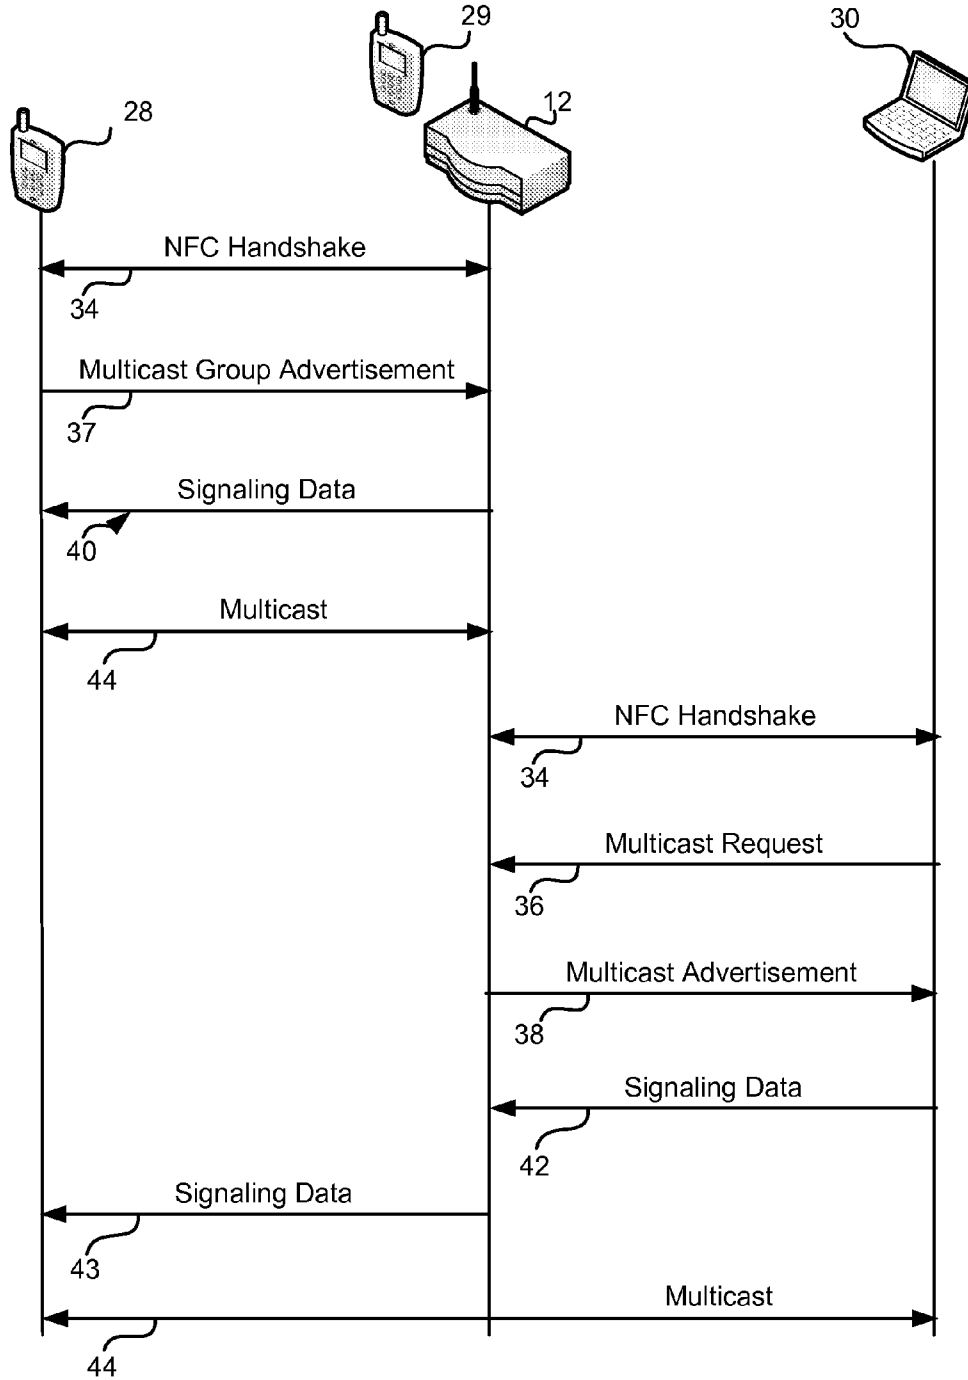 29
30
12
28
NFC Handshake
34
Multicast Group Advertisement
37
Signaling Data
40
Multicast
44
NFC Handshake
34
Multicast Request
36
Multicast Advertisement
38
Signaling Data
42
Signaling Data
43
Multicast
44